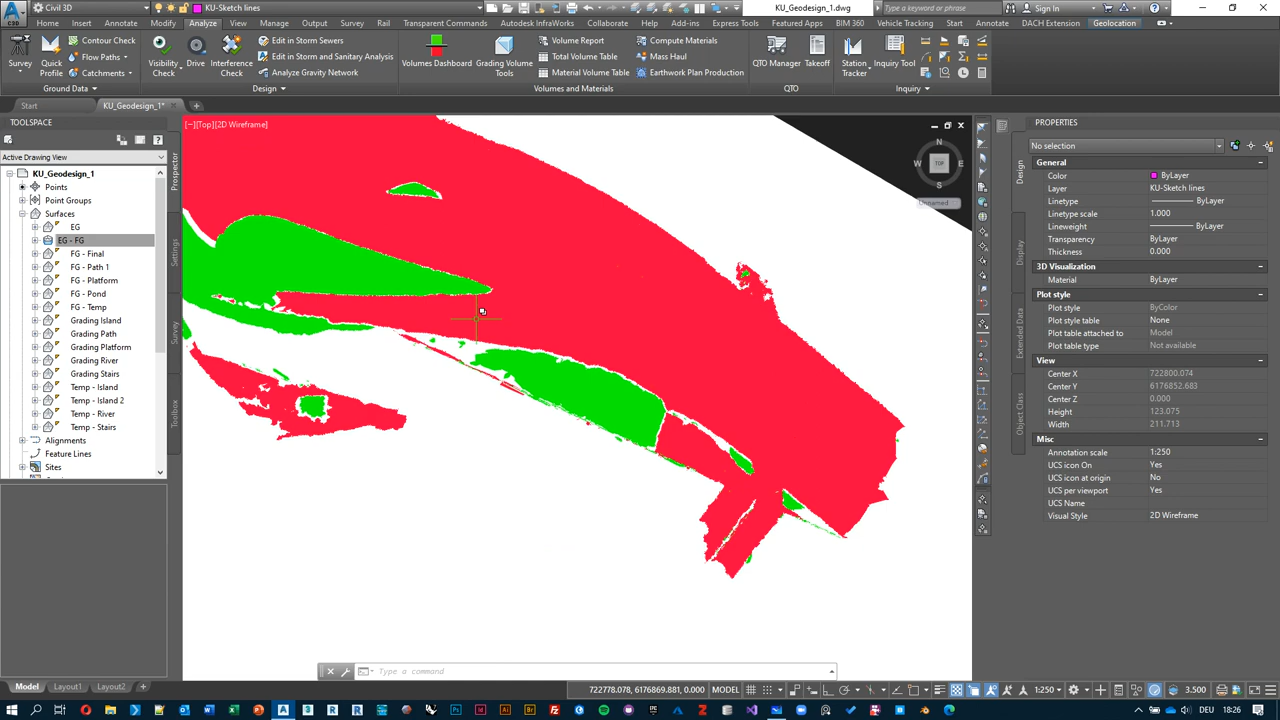 Civil 3D
KU-Sketch lines
KU_Geodesign_1.dwg
Type a keyword or phrase
Sign In
Home
Insert
Annotate
Modify
Analyze
View
Manage
Output
Survey
Rail
Transparent Commands
Autodesk InfraWorks
Collaborate
Help
Add-ins
Express Tools
Featured Apps
BIM 360
Vehicle Tracking
Start
Annotate
DACH Extension
Geolocation
Survey
Quick
Profile
Contour Check
Flow Paths
Catchments
Visibility
Check
Drive
Interference
Check
Edit in Storm Sewers
Edit in Storm and Sanitary Analysis
Analyze Gravity Network
Volumes Dashboard
Grading Volume
Tools
Volume Report
Total Volume Table
Material Volume Table
Compute Materials
Mass Haul
Earthwork Plan Production
QTO Manager
Takeoff
Station
Tracker
Inquiry Tool
Ground Data
Design
Volumes and Materials
QTO
Inquiry
Start
KU_Geodesign_1*
TOOLSPACE
Active Drawing View
KU_Geodesign_1
Points
Point Groups
Surfaces
EG
EG - FG
FG - Final
FG - Path 1
FG - Platform
FG - Pond
FG - Temp
Grading Island
Grading Path
Grading Platform
Grading River
Grading Stairs
Temp - Island
Temp - Island 2
Temp - River
Temp - Stairs
Alignments
Feature Lines
Sites
Prospector
Settings
Survey
Toolbox
[−][Top][2D Wireframe]
N
W
TOP
E
S
Unnamed
PROPERTIES
No selection
Design
Display
Extended Data
Object Class
General
Color ByLayer
Layer KU-Sketch lines
Linetype ByLayer
Linetype scale 1.000
Lineweight ByLayer
Transparency ByLayer
Thickness 0.000
3D Visualization
Material ByLayer
Plot style
Plot style ByColor
Plot style table None
Plot table attached to Model
Plot table type Not available
View
Center X 722800.074
Center Y 6176852.683
Center Z 0.000
Height 123.075
Width 211.713
Misc
Annotation scale 1:250
UCS icon On Yes
UCS icon at origin No
UCS per viewport Yes
UCS Name
Visual Style 2D Wireframe
Type a command
Model
Layout1
Layout2
722778.078, 6176869.881, 0.000
MODEL
1:250
3.500
DEU
18:26